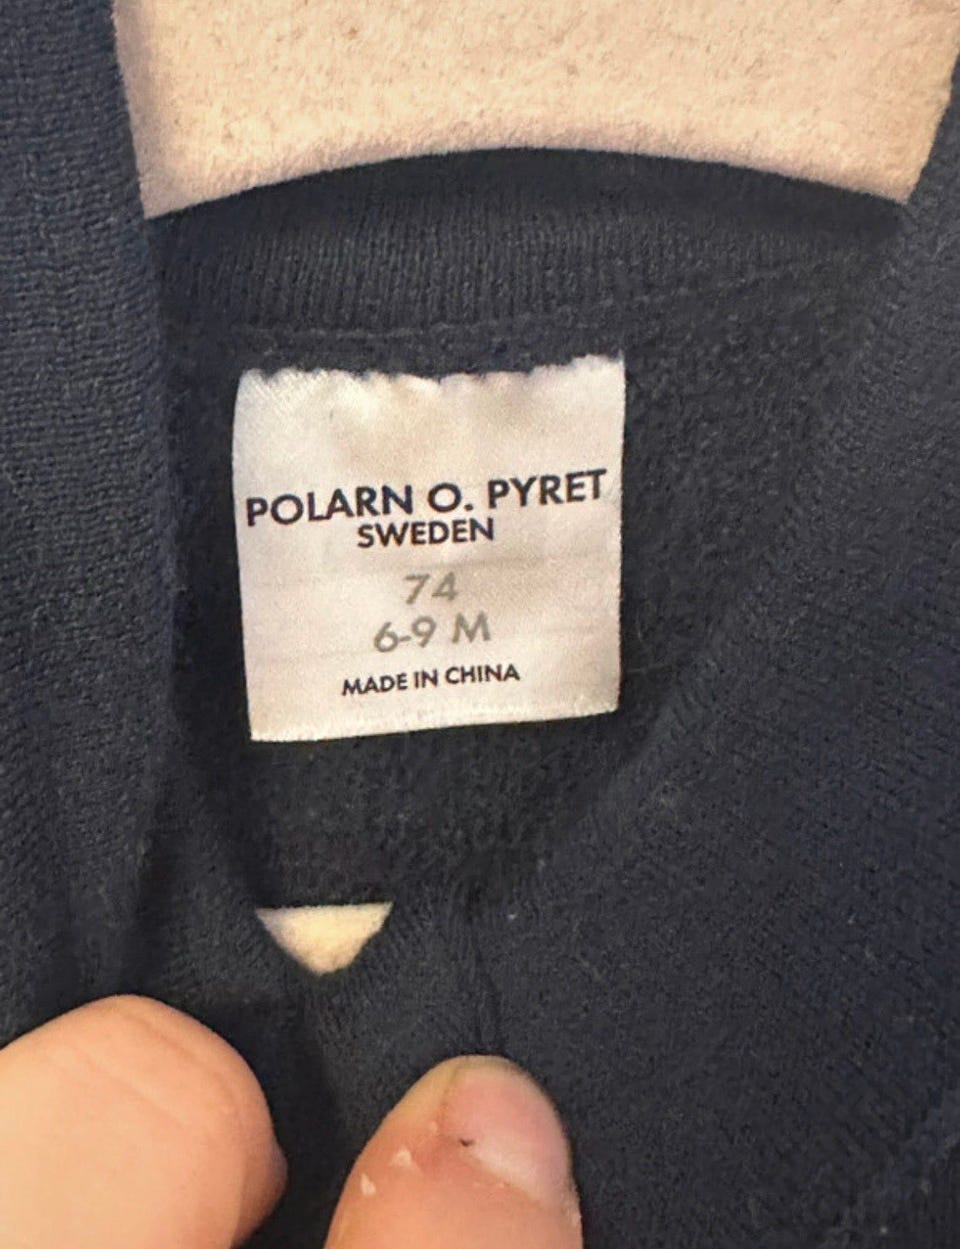 POLARN O. PYRET
SWEDEN
74
6-9 M
MADE IN CHINA